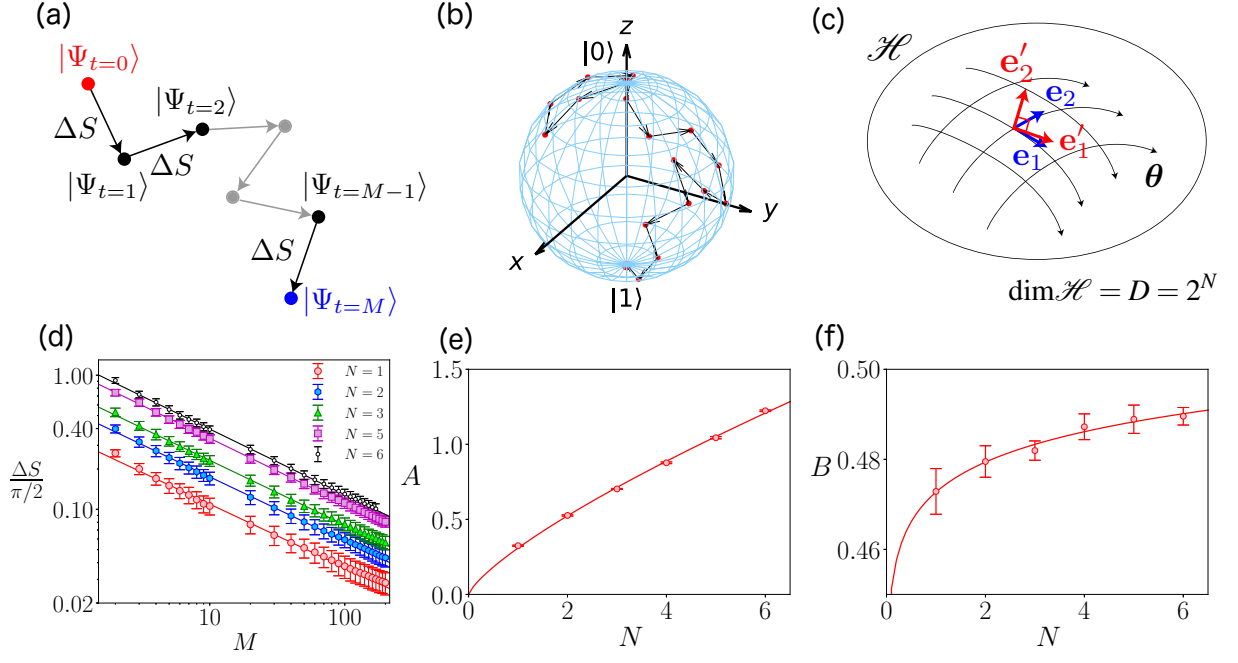 (a)
|Ψt=0⟩
|Ψt=2⟩
ΔS
ΔS
|Ψt=1⟩
|Ψt=M−1⟩
ΔS
|Ψt=M⟩
(b)
z
|0⟩
y
x
|1⟩
(c)
ℋ
e′2
e2
e′1
e1
θ
dimℋ = D = 2^N
(d)
1.00
0.40
0.10
0.02
ΔS
π/2
N = 1
N = 2
N = 3
N = 5
N = 6
10
100
M
(e)
1.5
1.0
0.5
0.0
A
0
2
4
6
N
(f)
0.50
0.48
0.46
B
0
2
4
6
N